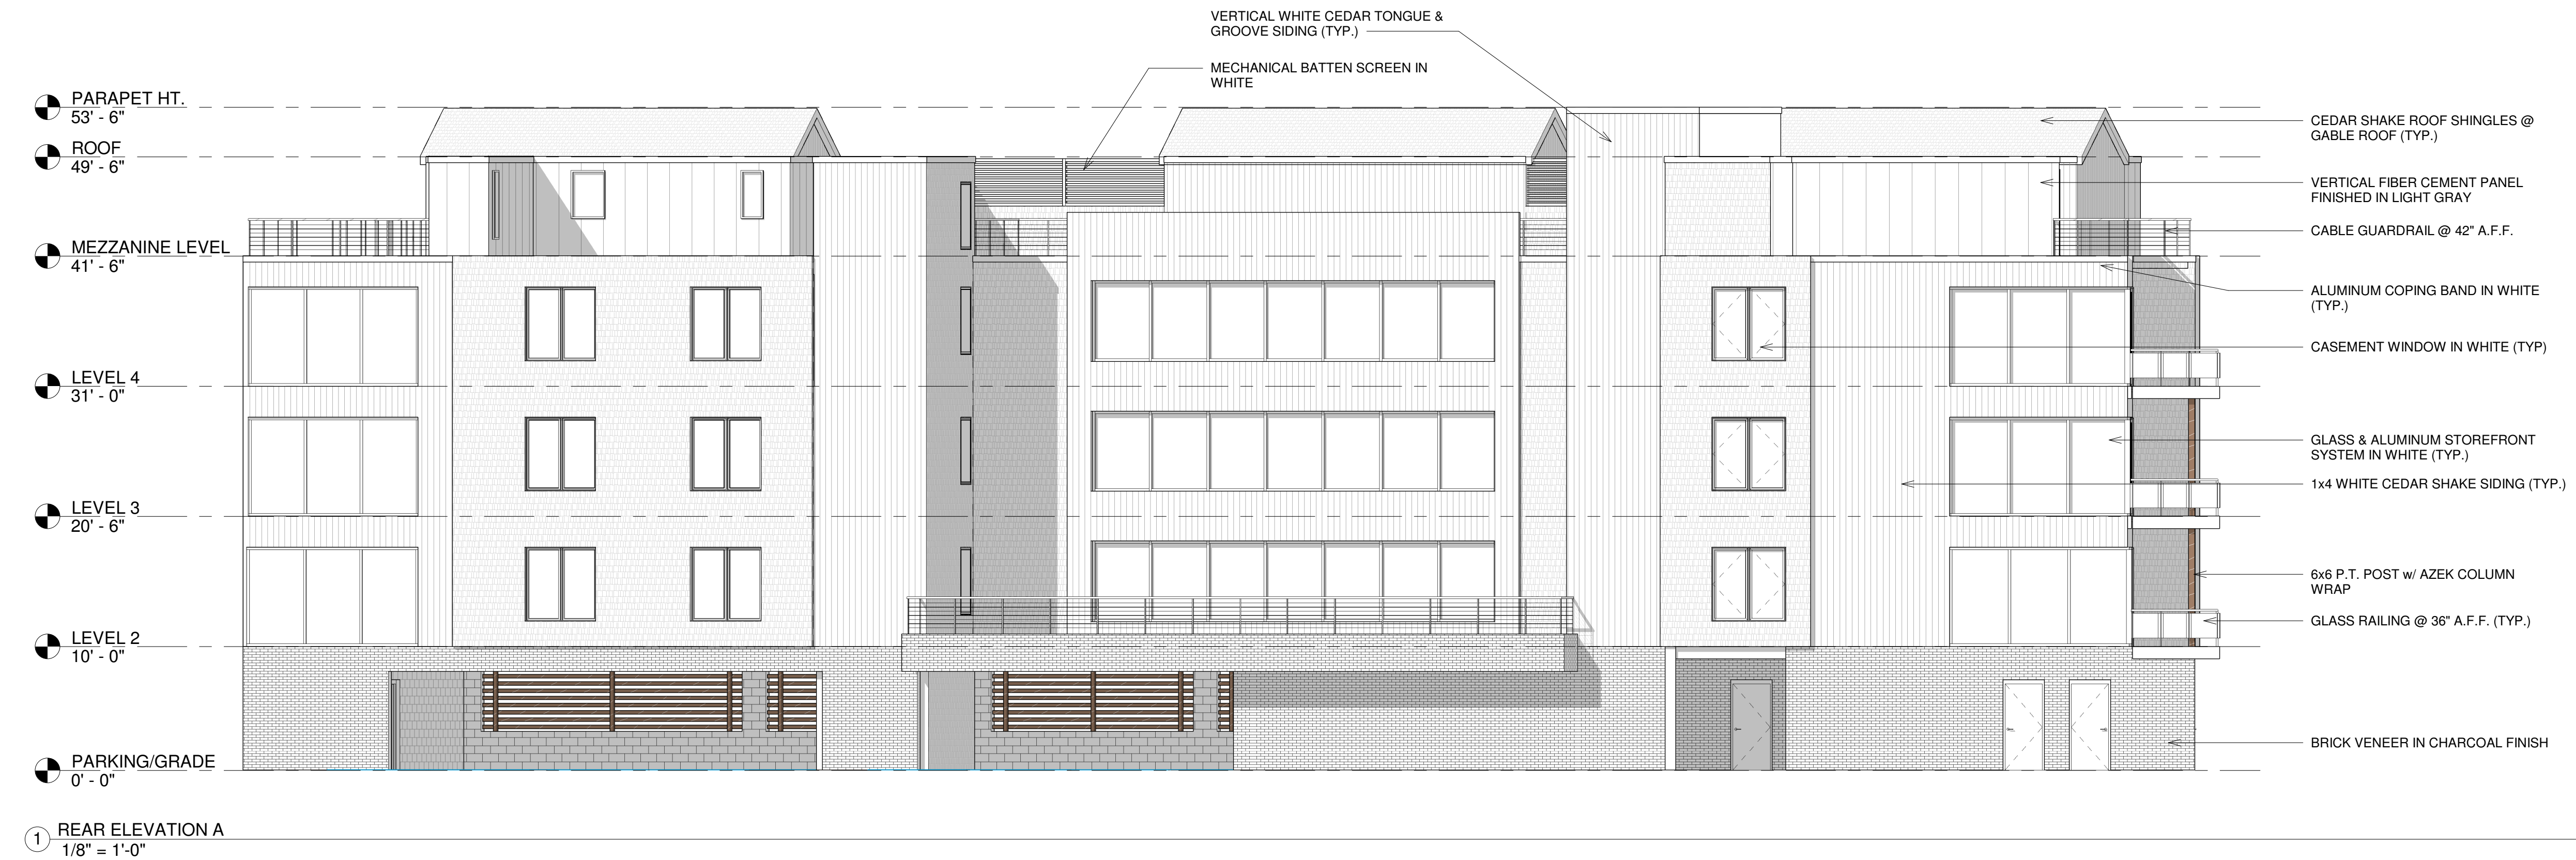 VERTICAL WHITE CEDAR TONGUE &
GROOVE SIDING (TYP.)
MECHANICAL BATTEN SCREEN IN
WHITE
PARAPET HT.
53' - 6"
ROOF
49' - 6"
MEZZANINE LEVEL
41' - 6"
LEVEL 4
31' - 0"
LEVEL 3
20' - 6"
LEVEL 2
10' - 0"
PARKING/GRADE
0' - 0"
CEDAR SHAKE ROOF SHINGLES @
GABLE ROOF (TYP.)
VERTICAL FIBER CEMENT PANEL
FINISHED IN LIGHT GRAY
CABLE GUARDRAIL @ 42" A.F.F.
ALUMINUM COPING BAND IN WHITE
(TYP.)
CASEMENT WINDOW IN WHITE (TYP)
GLASS & ALUMINUM STOREFRONT
SYSTEM IN WHITE (TYP.)
1x4 WHITE CEDAR SHAKE SIDING (TYP.)
6x6 P.T. POST w/ AZEK COLUMN
WRAP
GLASS RAILING @ 36" A.F.F. (TYP.)
BRICK VENEER IN CHARCOAL FINISH
1 REAR ELEVATION A
1/8" = 1'-0"